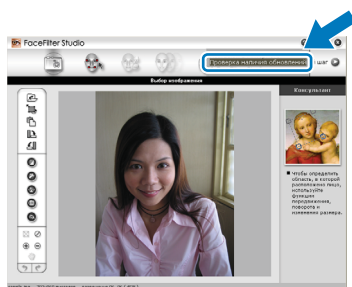 FaceFilter Studio
Проверка наличия обновлений
шаг
Выбор изображения
Консультант
Чтобы определить
область, в которой
расположено лицо,
используйте
функции
передвижения,
поворота и
изменения размера.